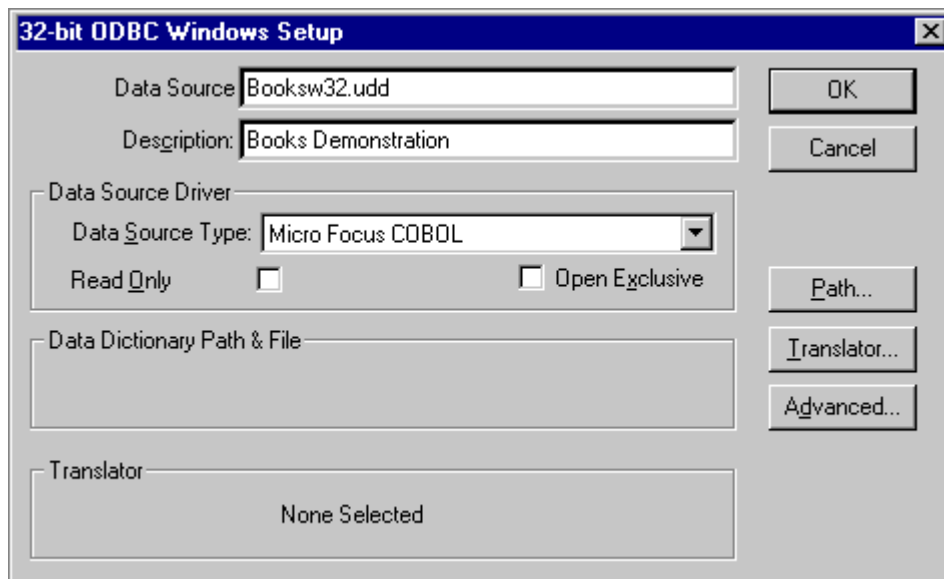 32-bit ODBC Windows Setup
Data Source Booksw32.udd
OK
Description: Books Demonstration
Cancel
Data Source Driver
Data Source Type: Micro Focus COBOL
Read Only
Open Exclusive
Path...
Data Dictionary Path & File
Translator...
Advanced...
Translator
None Selected